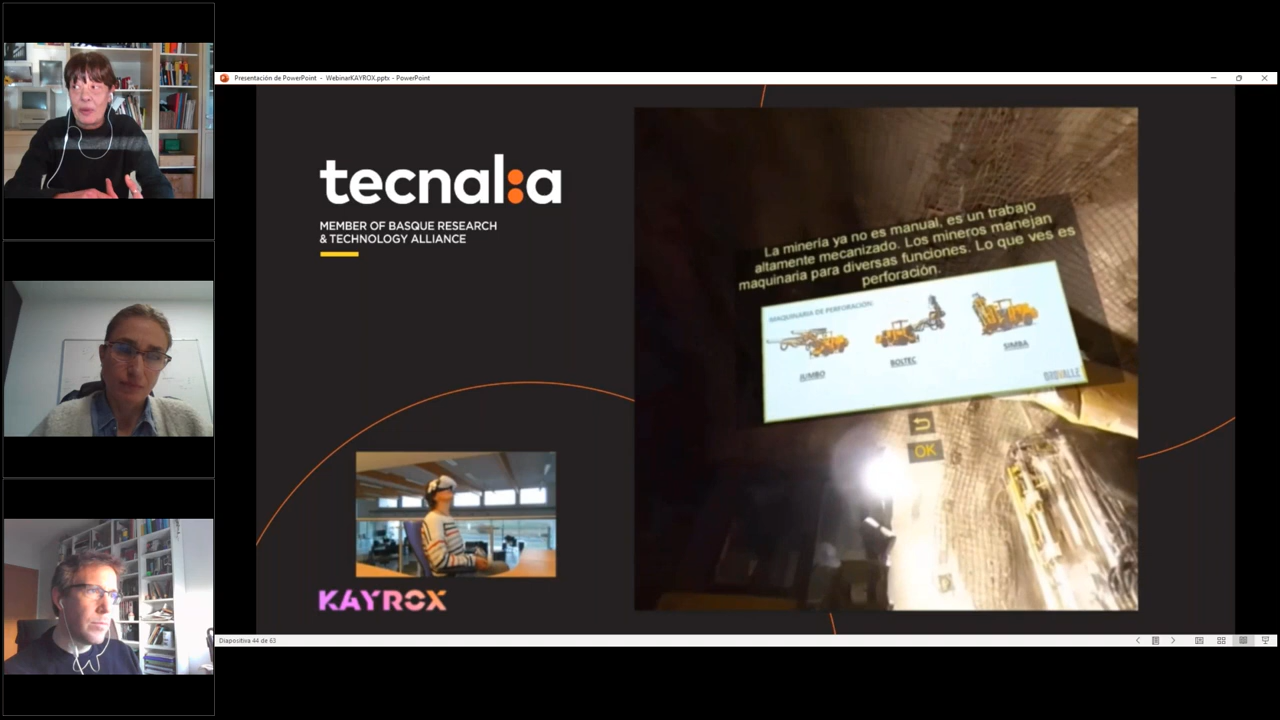 Presentación de PowerPoint - WebinarKAYROX.pptx - PowerPoint
tecnal:a
MEMBER OF BASQUE RESEARCH
& TECHNOLOGY ALLIANCE
La minería ya no es manual, es un trabajo
altamente mecanizado. Los mineros manejan
maquinaria para diversas funciones. Lo que ves es
perforación.
MAQUINARIA DE PERFORACIÓN:
JUMBO
BOLTEC
SIMBA
OK
KAYROX
Diapositiva 44 de 63